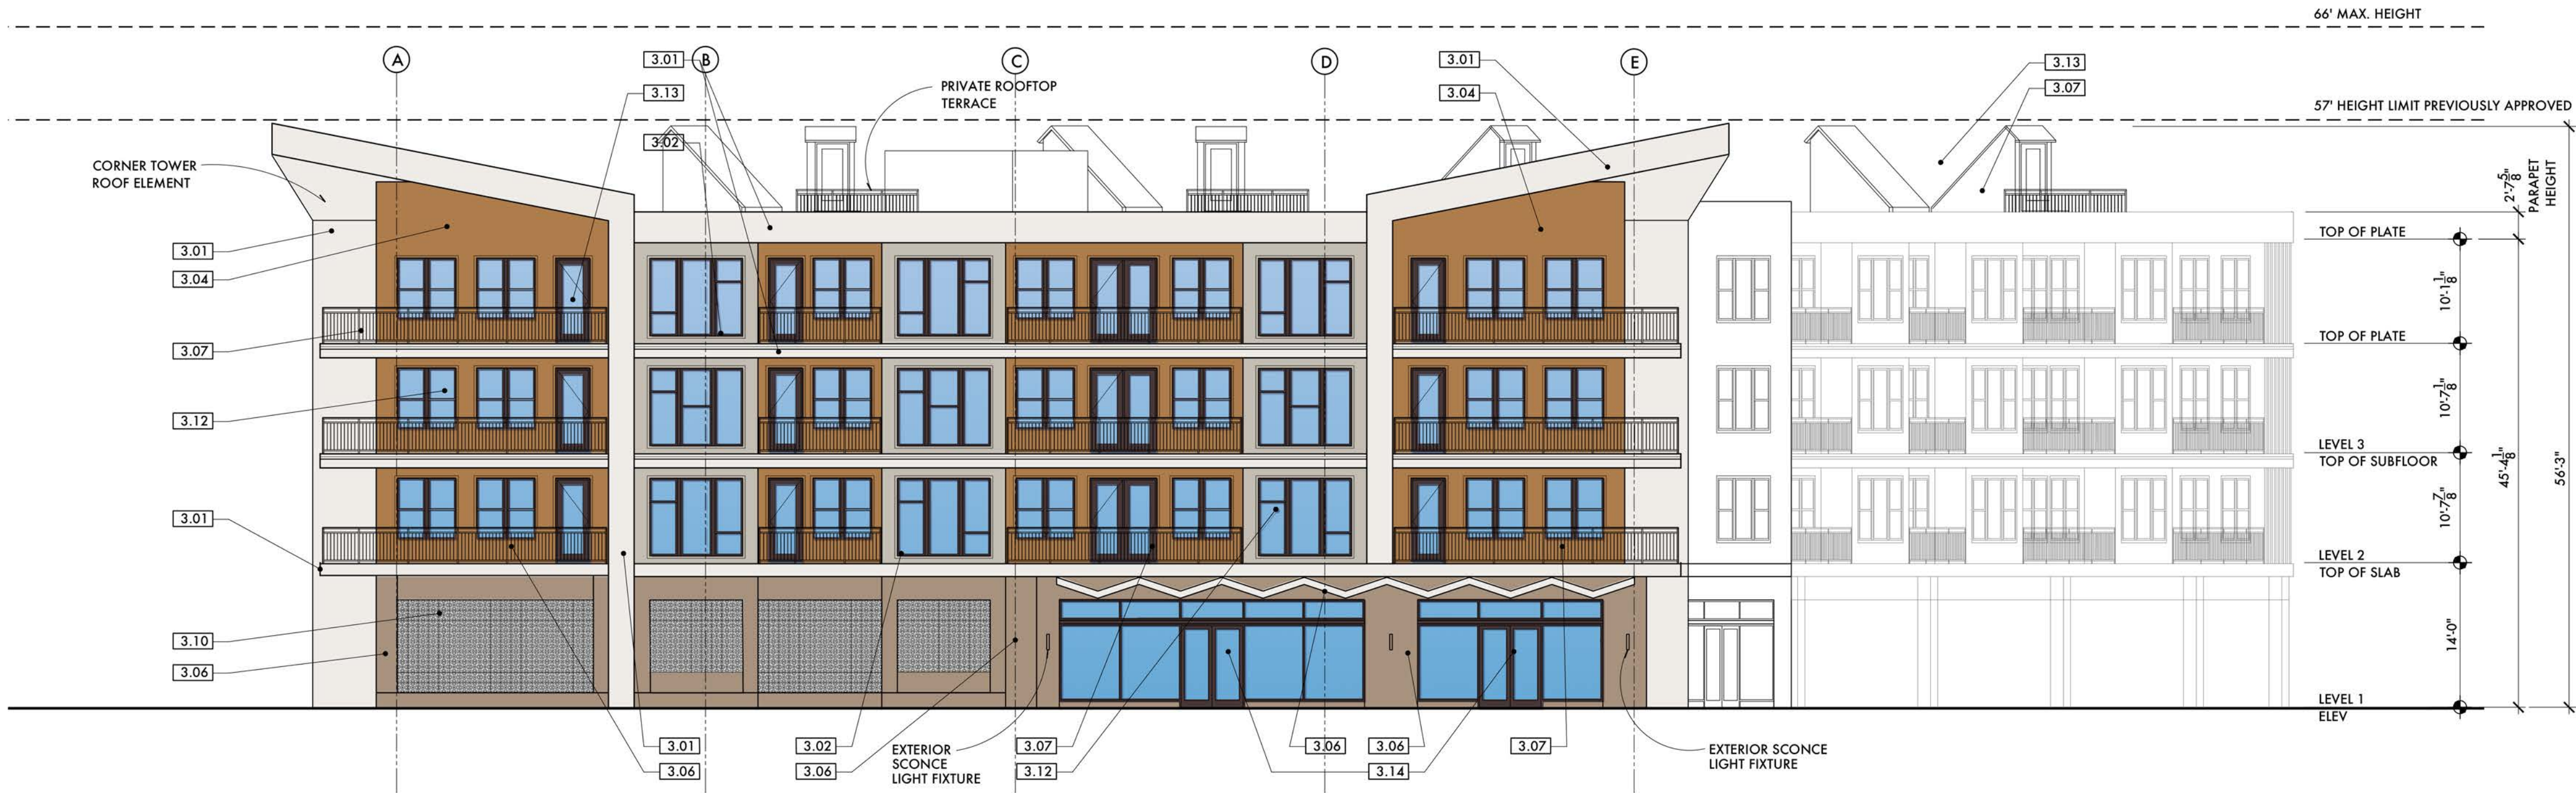 66' MAX. HEIGHT
A
3.01
B
C
D
3.01
E
3.13
3.13
PRIVATE ROOFTOP
TERRACE
3.04
3.07
57' HEIGHT LIMIT PREVIOUSLY APPROVED
3.02
CORNER TOWER
ROOF ELEMENT
2'-7 5/8"
PARAPET
HEIGHT
3.01
3.04
TOP OF PLATE
10'-1 1/8"
3.07
TOP OF PLATE
3.12
10'-7 1/8"
LEVEL 3
TOP OF SUBFLOOR
45'-4 1/8"
56'-3"
3.01
10'-7 7/8"
LEVEL 2
TOP OF SLAB
3.10
3.06
14'-0"
LEVEL 1
ELEV
3.01
3.06
3.02
3.06
EXTERIOR
SCONCE
LIGHT FIXTURE
3.07
3.12
3.06
3.06
3.14
3.07
EXTERIOR SCONCE
LIGHT FIXTURE